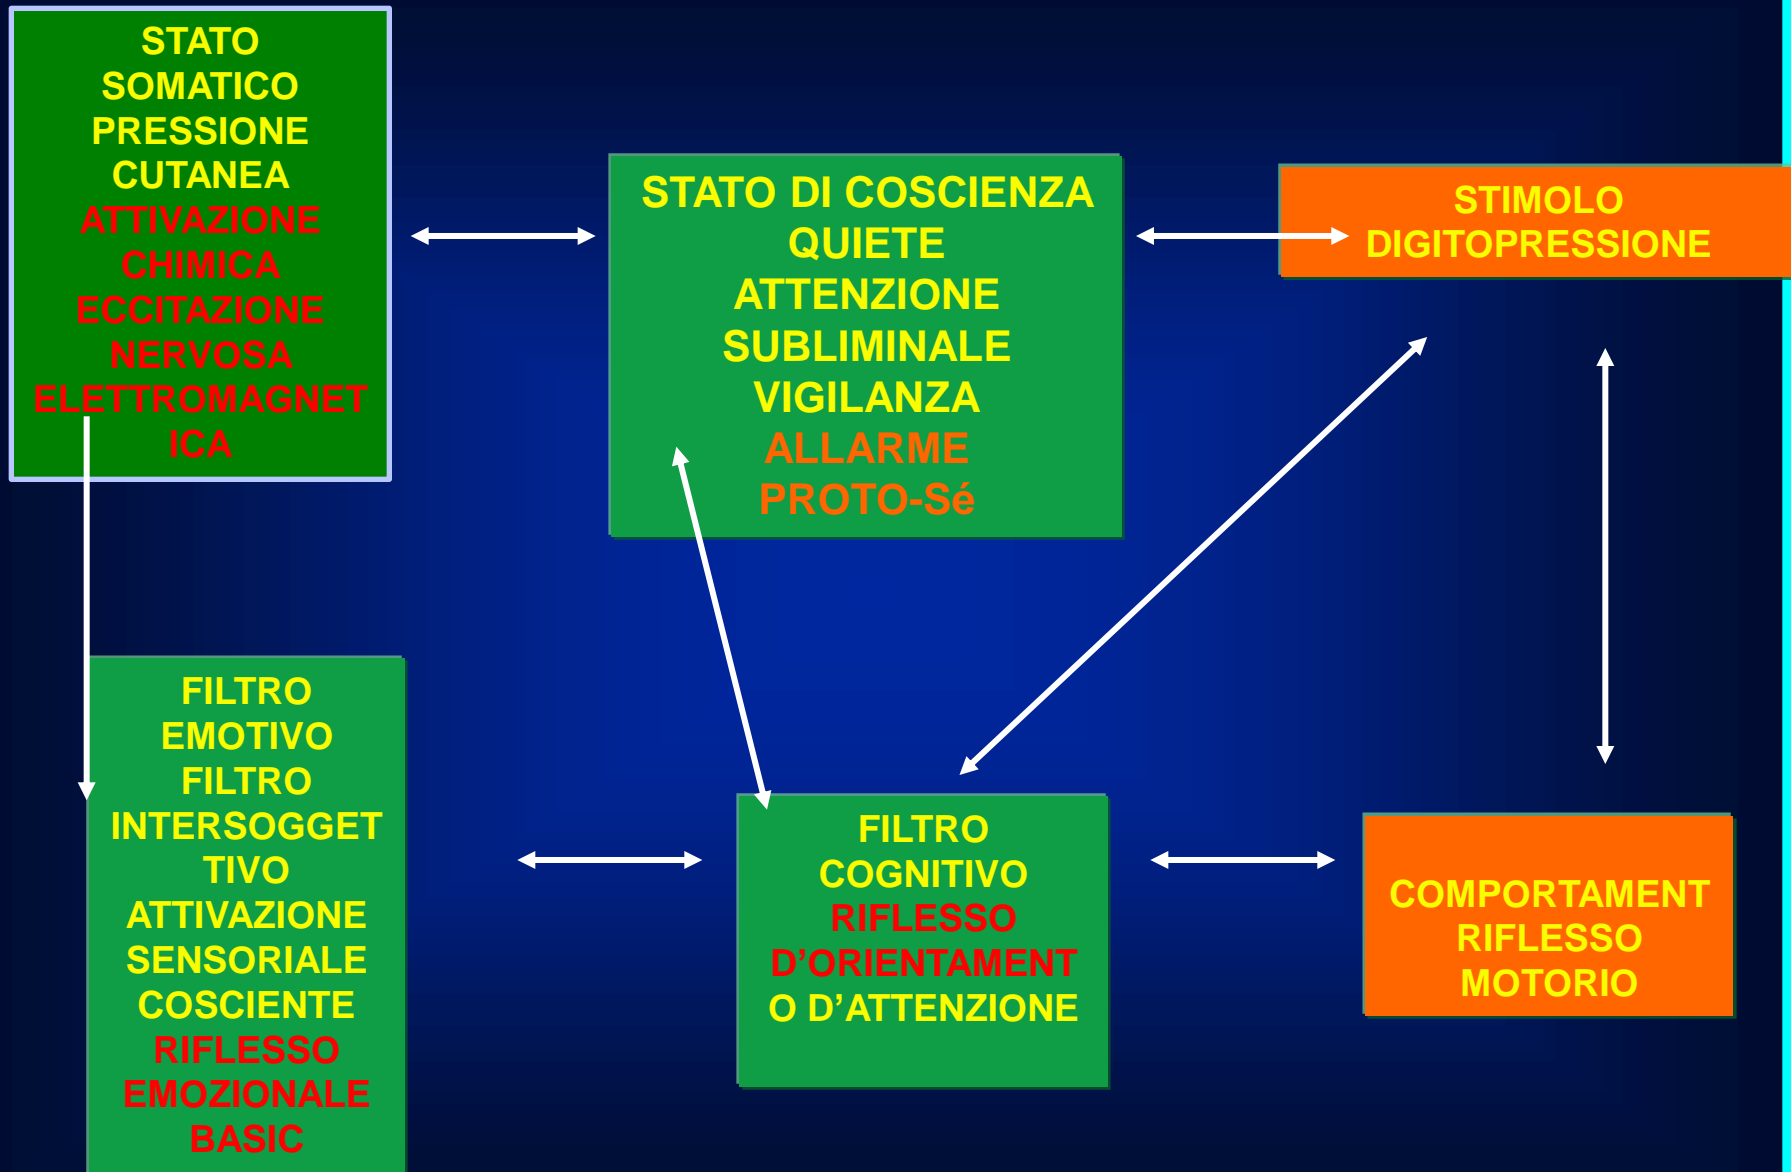 STATO
SOMATICO
PRESSIONE
CUTANEA
ATTIVAZIONE
CHIMICA
ECCITAZIONE
NERVOSA
ELETTROMAGNET
ICA
STATO DI COSCIENZA
QUIETE
ATTENZIONE
SUBLIMINALE
VIGILANZA
ALLARME
PROTO-Sé
STIMOLO
DIGITOPRESSIONE
FILTRO
EMOTIVO
FILTRO
INTERSOGGET
TIVO
ATTIVAZIONE
SENSORIALE
COSCIENTE
RIFLESSO
EMOZIONALE
BASIC
FILTRO
COGNITIVO
RIFLESSO
D’ORIENTAMENT
O D’ATTENZIONE
COMPORTAMENT
RIFLESSO
MOTORIO